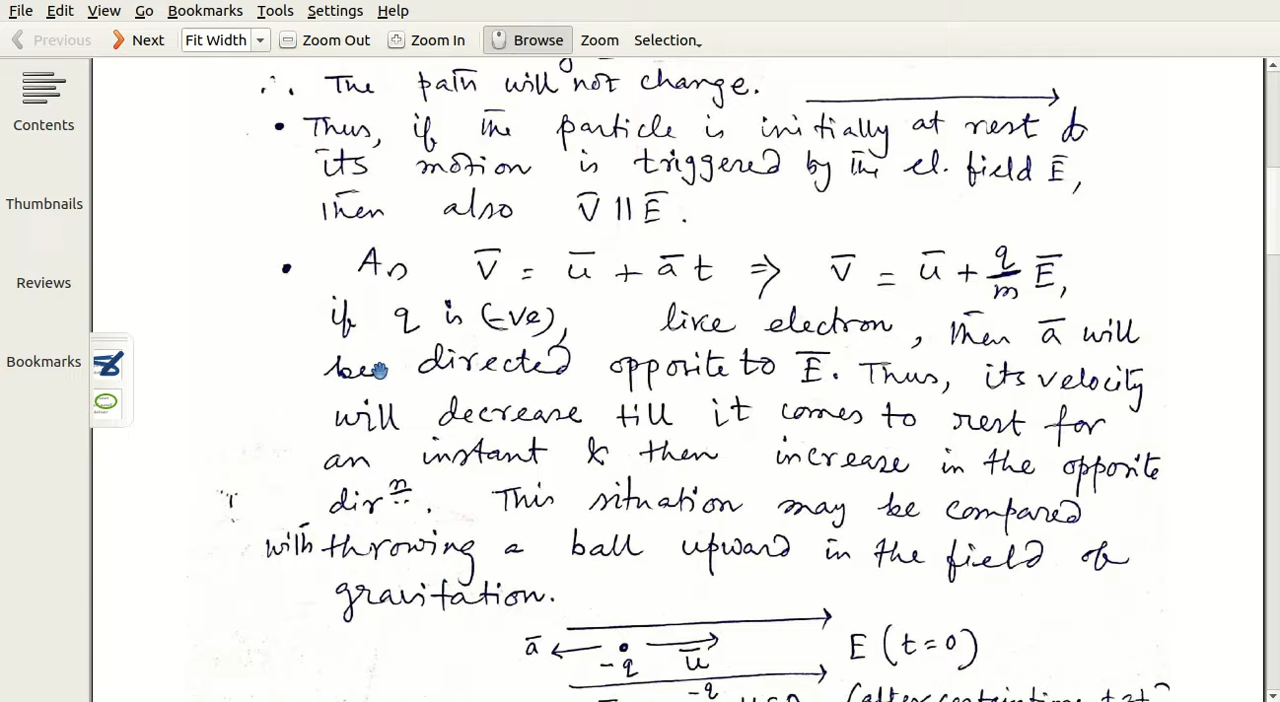 File Edit View Go Bookmarks Tools Settings Help
Previous Next Fit Width Zoom Out Zoom In Browse Zoom Selection
Contents
Thumbnails
Reviews
Bookmarks
∴ The path will not change.
• Thus, if the particle is initially at rest &
its motion is triggered by the el. field E̅,
then also V̅ || E̅.
• As V̅ = u̅ + a̅ t ⇒ V̅ = u̅ + q/m E̅,
if q is (-ve), like electron, then a̅ will
be directed opposite to E̅. Thus, its velocity
will decrease till it comes to rest for
an instant & then increase in the opposite
dirⁿ. This situation may be compared
with throwing a ball upward in the field of
gravitation.
a̅ -q u̅ E (t=0)
-q